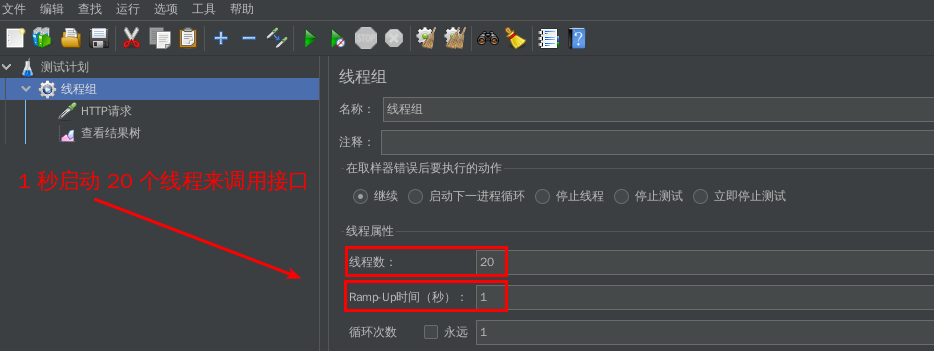 文件 编辑 查找 运行 选项 工具 帮助
STOP
测试计划
线程组
HTTP请求
查看结果树
1 秒启动 20 个线程来调用接口
线程组
名称： 线程组
注释：
在取样器错误后要执行的动作
继续 启动下一进程循环 停止线程 停止测试 立即停止测试
线程属性
线程数： 20
Ramp-Up时间（秒）： 1
循环次数 永远 1